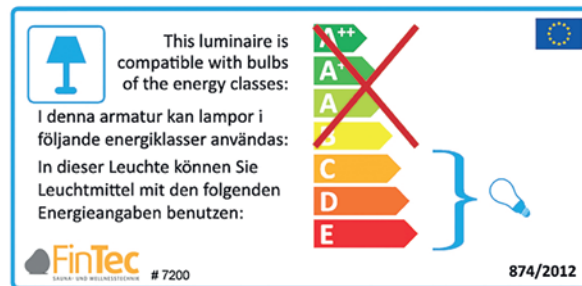 This luminaire is
compatible with bulbs
of the energy classes:
I denna armatur kan lampor i
följande energiklasser användas:
In dieser Leuchte können Sie
Leuchtmittel mit den folgenden
Energieangaben benutzen:
A++
A+
A
B
C
D
E
FinTec
SAUNA- UND WELLNESSTECHNIK
# 7200
874/2012